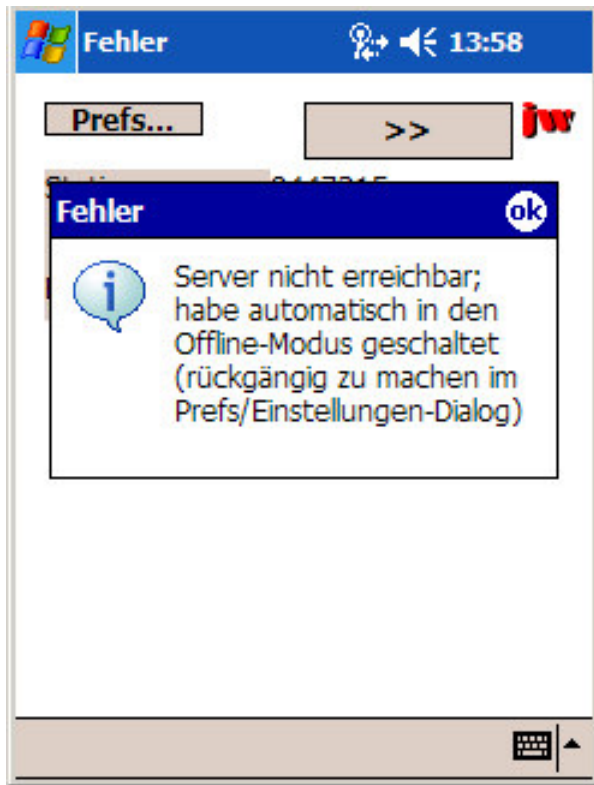 Fehler 13:58
Prefs... >> jw
Fehler ok
Server nicht erreichbar;
habe automatisch in den
Offline-Modus geschaltet
(rückgängig zu machen im
Prefs/Einstellungen-Dialog)